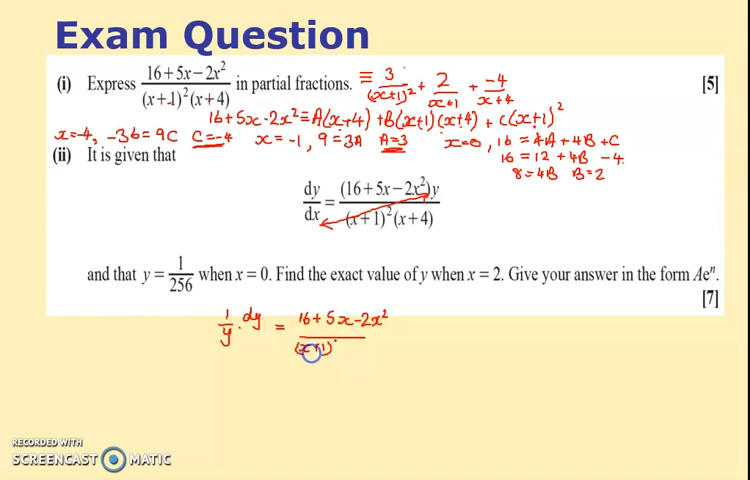 Exam Question
(i) Express (16 + 5x − 2x²)/((x+1)²(x+4)) in partial fractions. ≡ 3/(x+1)² + 2/(x+1) + −4/(x+4) [5]
16+5x−2x² ≡ A(x+4) + B(x+1)(x+4) + C(x+1)²
x=−4, −36=9C C=−4 x=−1, 9=3A A=3 x=0, 16=4A+4B+C
(ii) It is given that 16 = 12 + 4B − 4.
8=4B B=2
dy/dx = ((16+5x−2x²)y)/((x+1)²(x+4))
and that y = 1/256 when x = 0. Find the exact value of y when x = 2. Give your answer in the form Aeⁿ.
[7]
1/y . dy = (16+5x−2x²)/(x+1)
RECORDED WITH
SCREENCAST MATIC